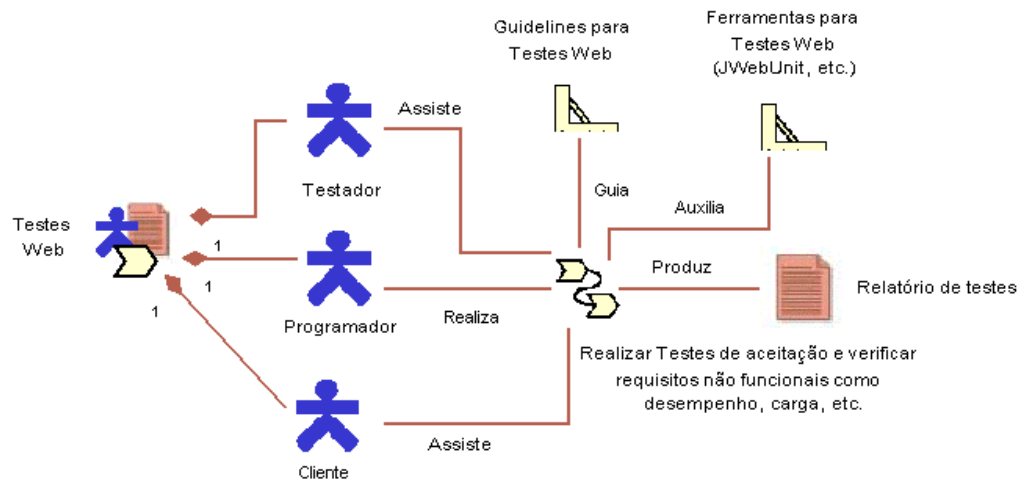 Guidelines para
Testes Web
Ferramentas para
Testes Web
(JWebUnit, etc.)
Assiste
Testador
Guia
Auxilia
Testes
Web
1
1
1
Programador
Realiza
Produz
Relatório de testes
Realizar Testes de aceitação e verificar
requisitos não funcionais como
desempenho, carga, etc.
Assiste
Cliente